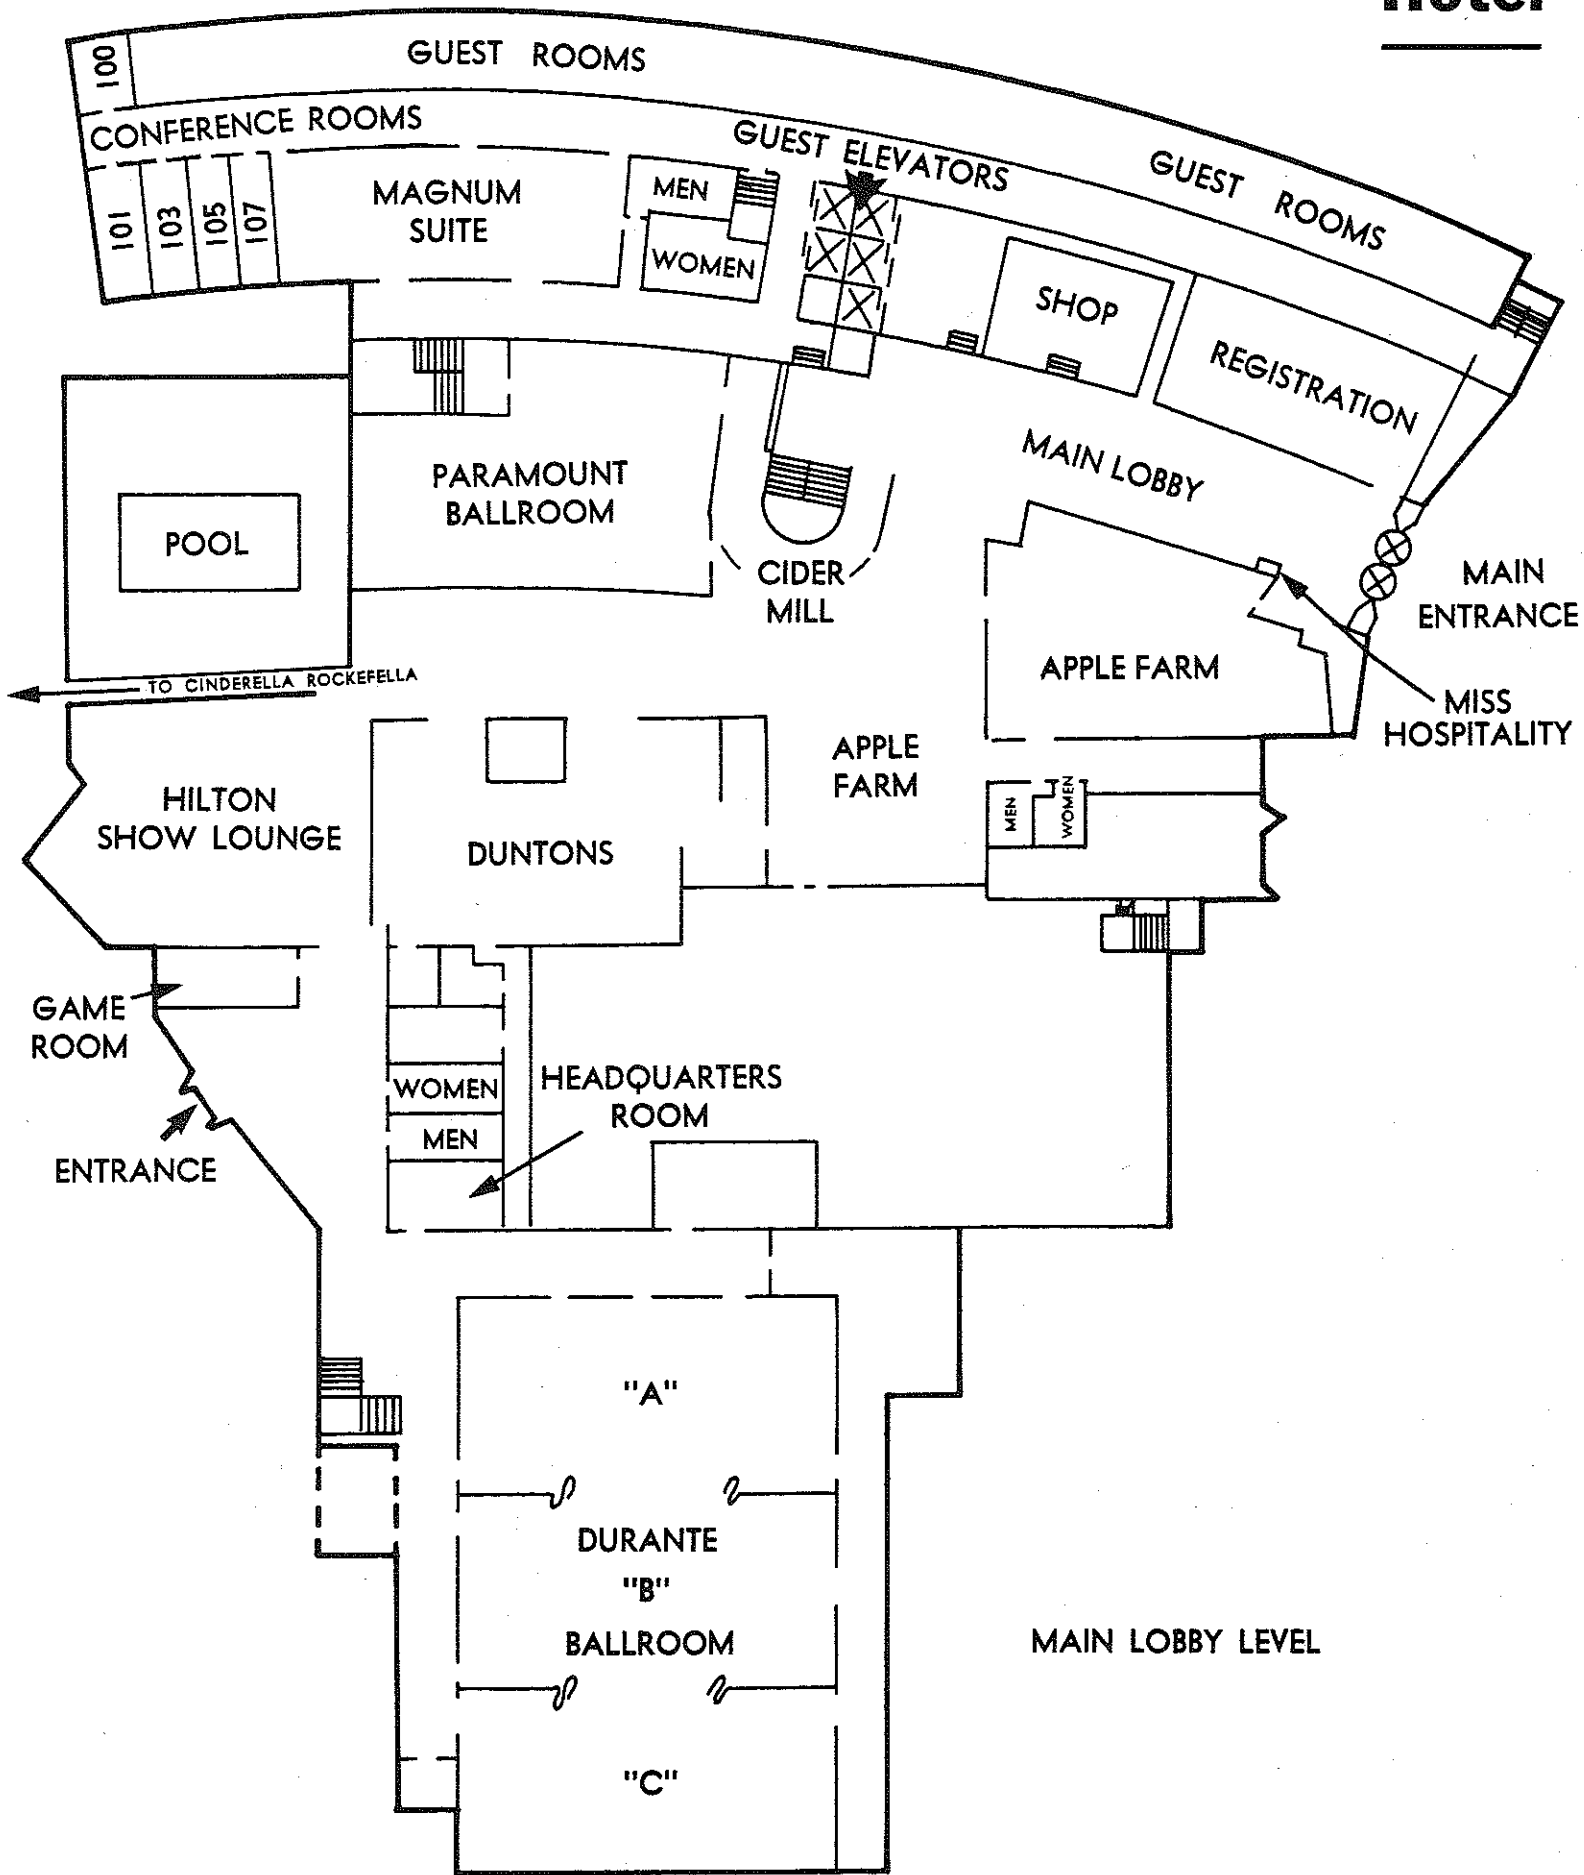 100
GUEST ROOMS
CONFERENCE ROOMS
GUEST ELEVATORS
GUEST ROOMS
101
103
105
107
MAGNUM
SUITE
MEN
WOMEN
SHOP
REGISTRATION
MAIN LOBBY
PARAMOUNT
BALLROOM
POOL
CIDER
MILL
MAIN
ENTRANCE
APPLE FARM
MISS
HOSPITALITY
TO CINDERELLA ROCKEFELLA
APPLE
FARM
HILTON
SHOW LOUNGE
DUNTONS
MEN
WOMEN
GAME
ROOM
WOMEN
MEN
HEADQUARTERS
ROOM
ENTRANCE
"A"
DURANTE
"B"
BALLROOM
"C"
MAIN LOBBY LEVEL